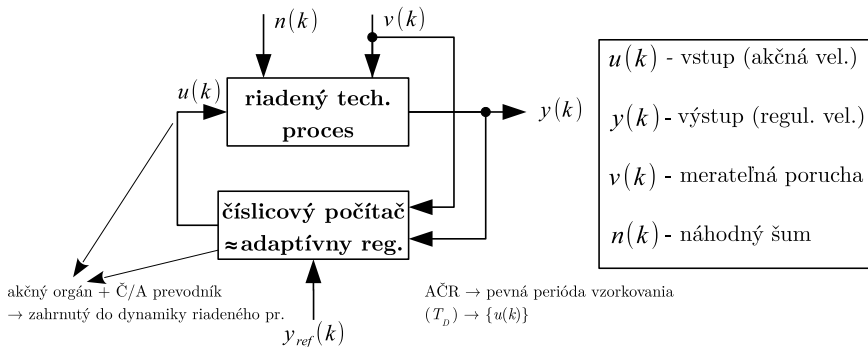 n(k)
v(k)
u(k)
riadený tech.
proces
y(k)
číslicový počítač
≈adaptívny reg.
akčný orgán + Č/A prevodník
→ zahrnutý do dynamiky riadeného pr.
y_ref(k)
AČR → pevná perióda vzorkovania
(T_D) → {u(k)}
u(k) - vstup (akčná vel.)
y(k) - výstup (regul. vel.)
v(k) - merateľná porucha
n(k) - náhodný šum